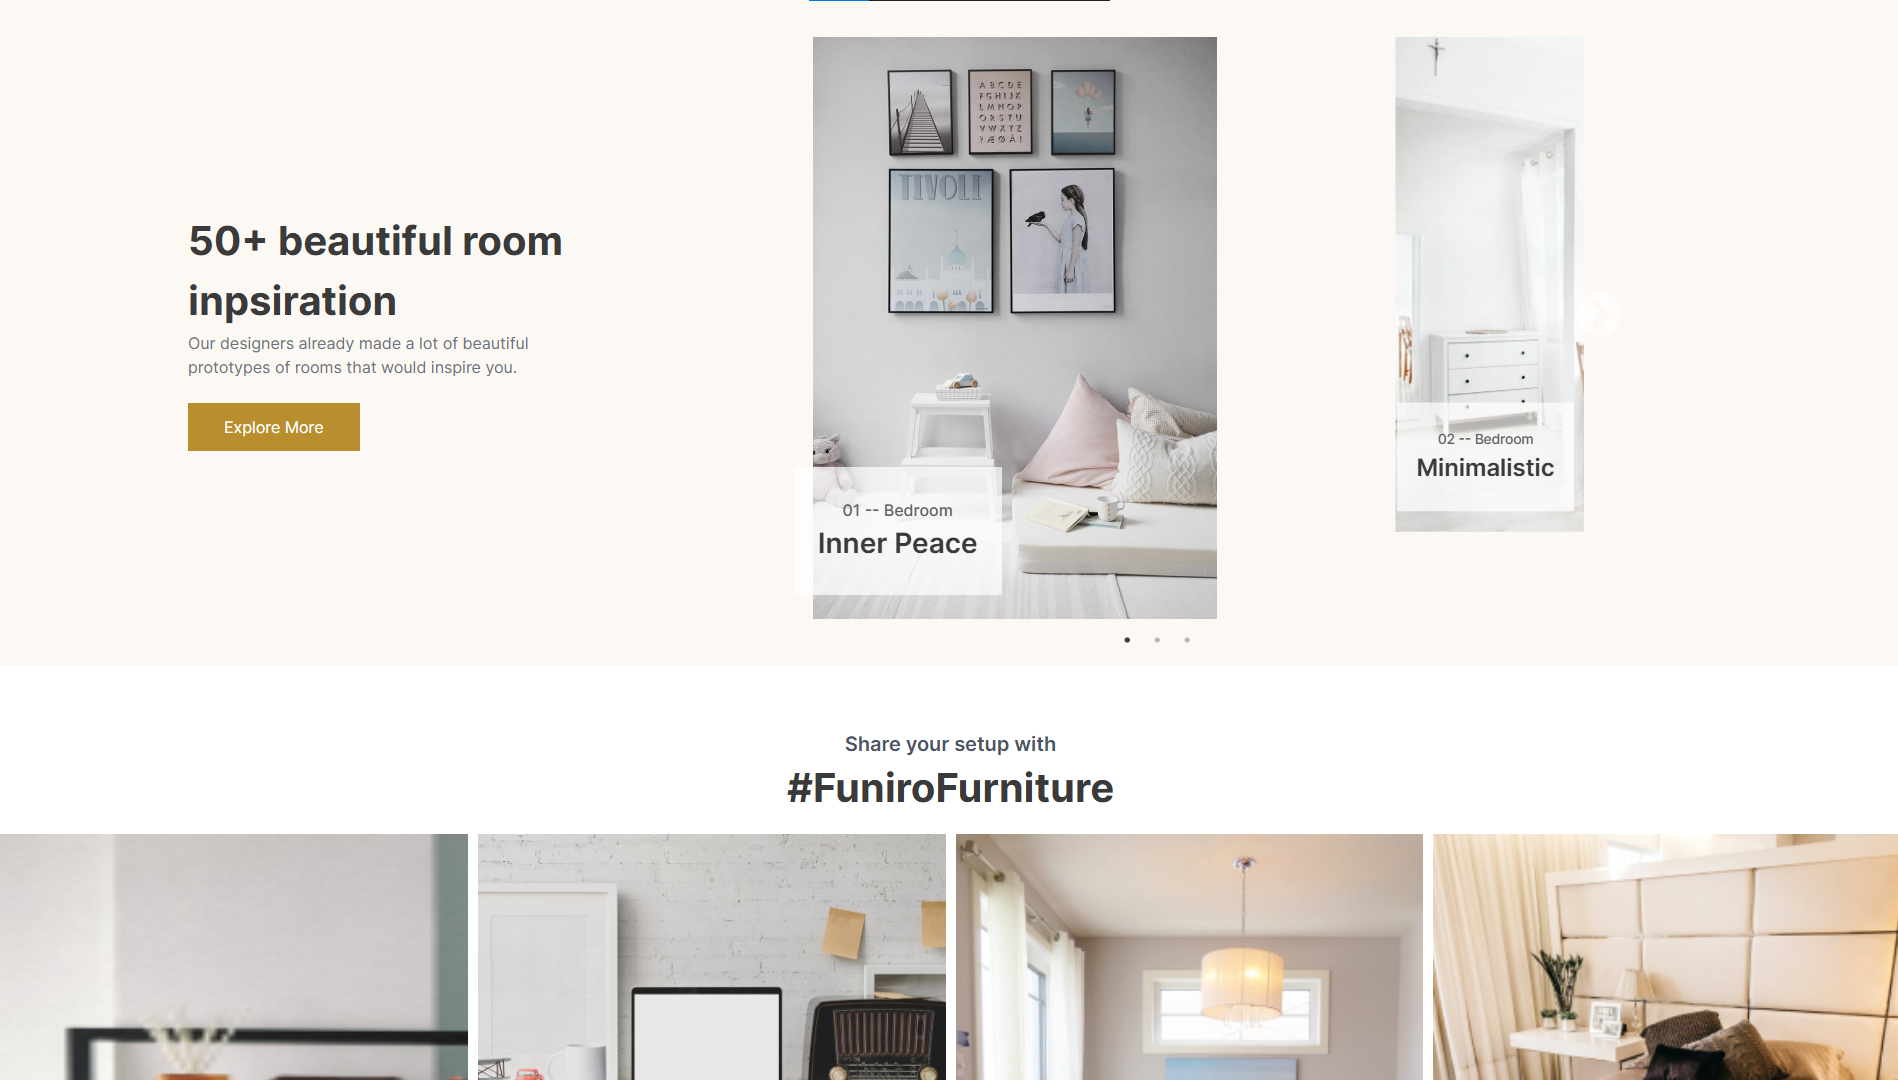 50+ beautiful room
inpsiration
Our designers already made a lot of beautiful
prototypes of rooms that would inspire you.
Explore More
A B C D E
F G H I J K
L M N O P
Q R S T U
V W X Y Z
? Æ Ø Å !
TIVOLI
01 -- Bedroom
Inner Peace
02 -- Bedroom
Minimalistic
Share your setup with
#FuniroFurniture